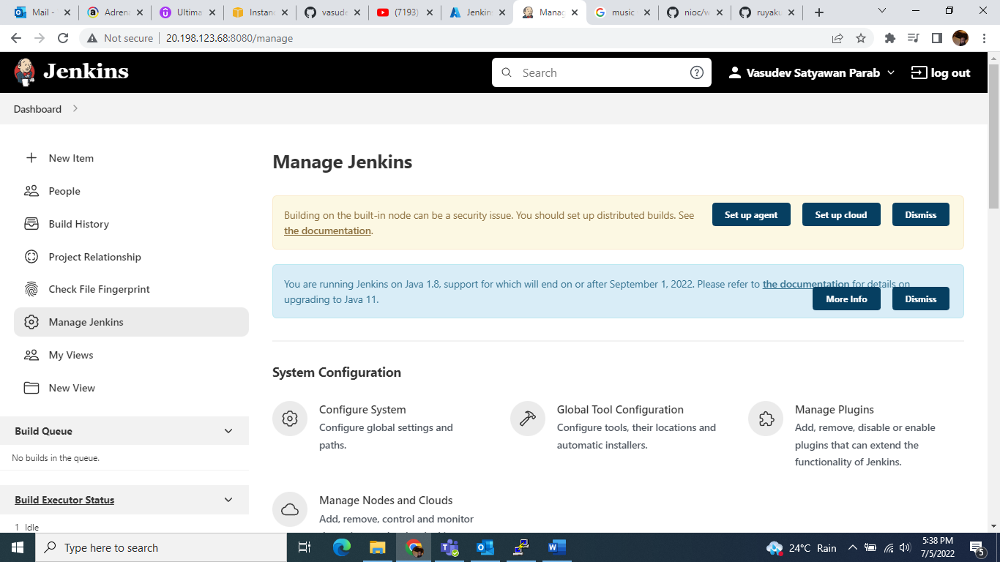 Mail -
Adrena
Ultima
Instanc
vasude
(7193)
Jenkin
Manag
music
nioc/w
ruyaku
Not secure
20.198.123.68:8080/manage
Jenkins
Search
Vasudev Satyawan Parab
log out
Dashboard
New Item
People
Build History
Project Relationship
Check File Fingerprint
Manage Jenkins
My Views
New View
Build Queue
No builds in the queue.
Build Executor Status
1 Idle
Manage Jenkins
Building on the built-in node can be a security issue. You should set up distributed builds. See
the documentation.
Set up agent
Set up cloud
Dismiss
You are running Jenkins on Java 1.8, support for which will end on or after September 1, 2022. Please refer to the documentation for details on
upgrading to Java 11.
More Info
Dismiss
System Configuration
Configure System
Configure global settings and
paths.
Global Tool Configuration
Configure tools, their locations and
automatic installers.
Manage Plugins
Add, remove, disable or enable
plugins that can extend the
functionality of Jenkins.
Manage Nodes and Clouds
Add, remove, control and monitor
Type here to search
24°C Rain
5:38 PM
7/5/2022
5